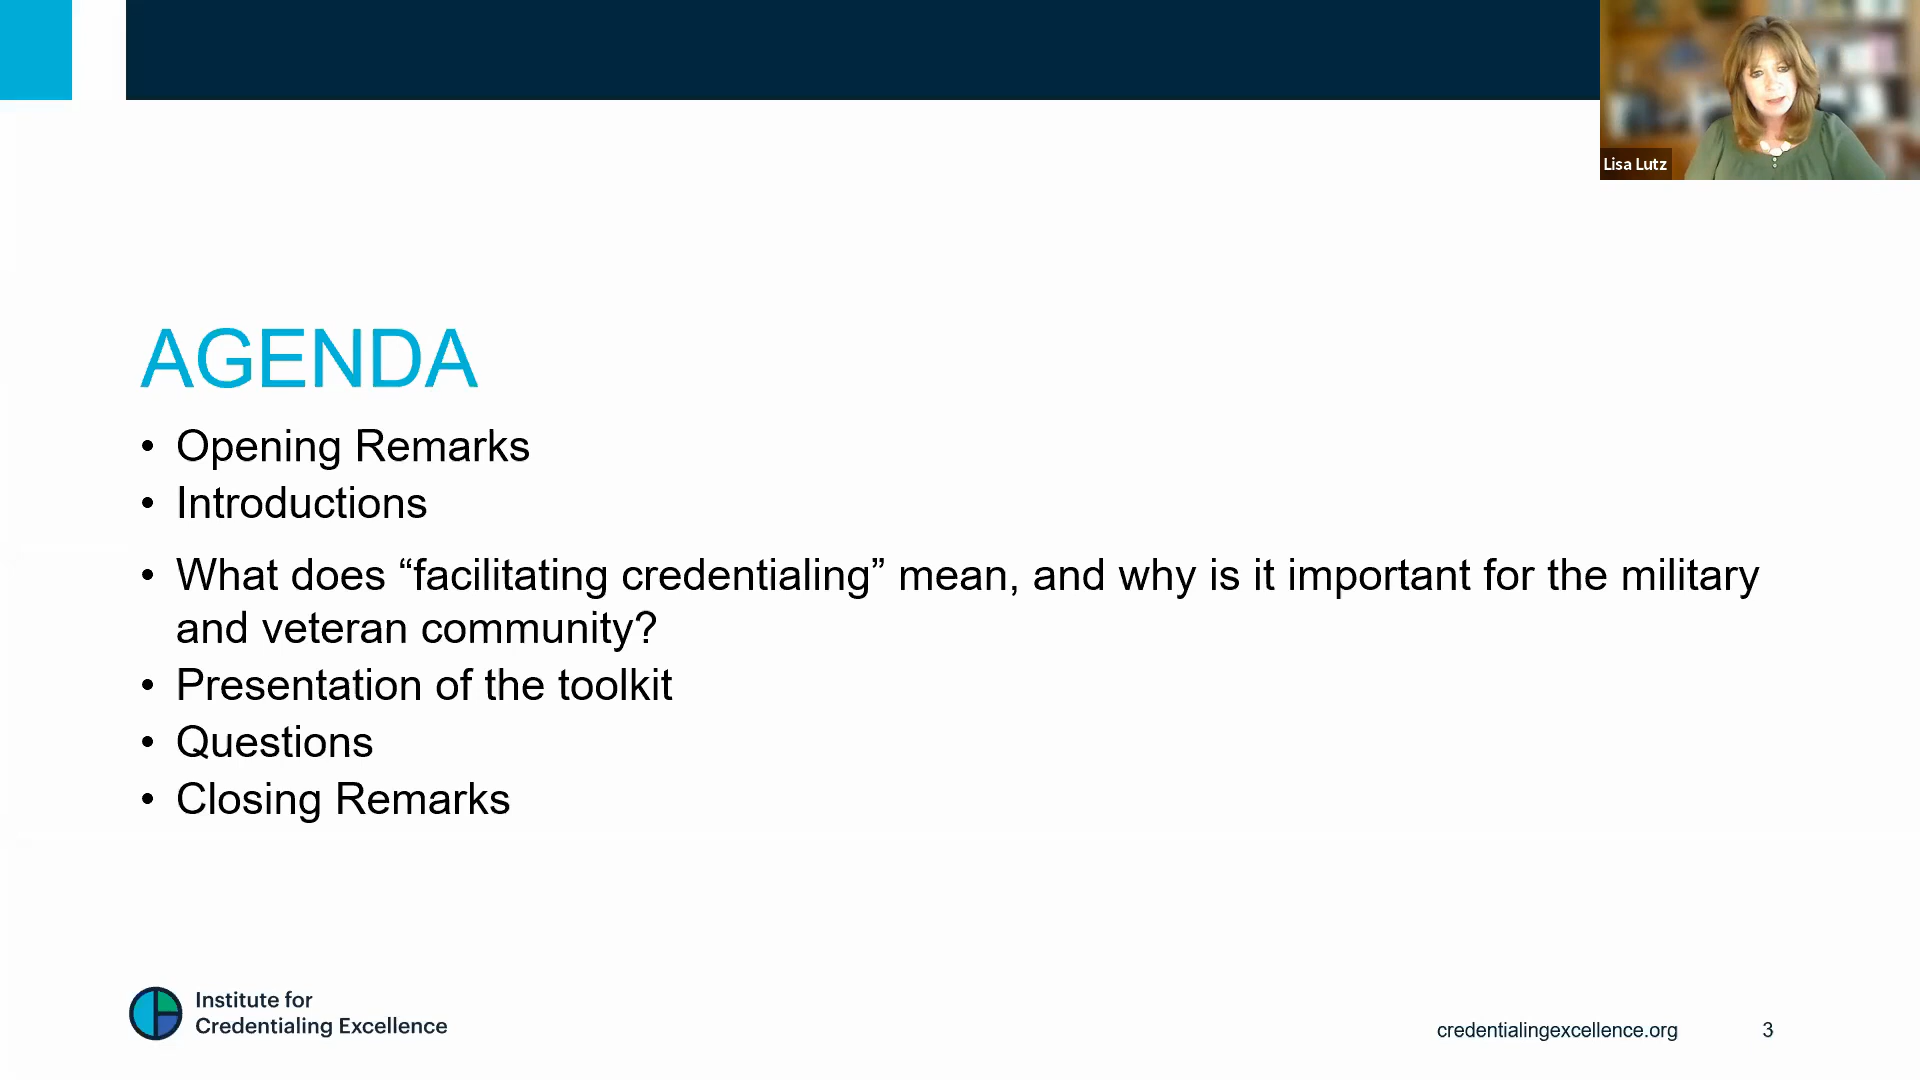 Lisa Lutz
AGENDA
• Opening Remarks
• Introductions
• What does “facilitating credentialing” mean, and why is it important for the military
and veteran community?
• Presentation of the toolkit
• Questions
• Closing Remarks
Institute for
Credentialing Excellence
credentialingexcellence.org 3